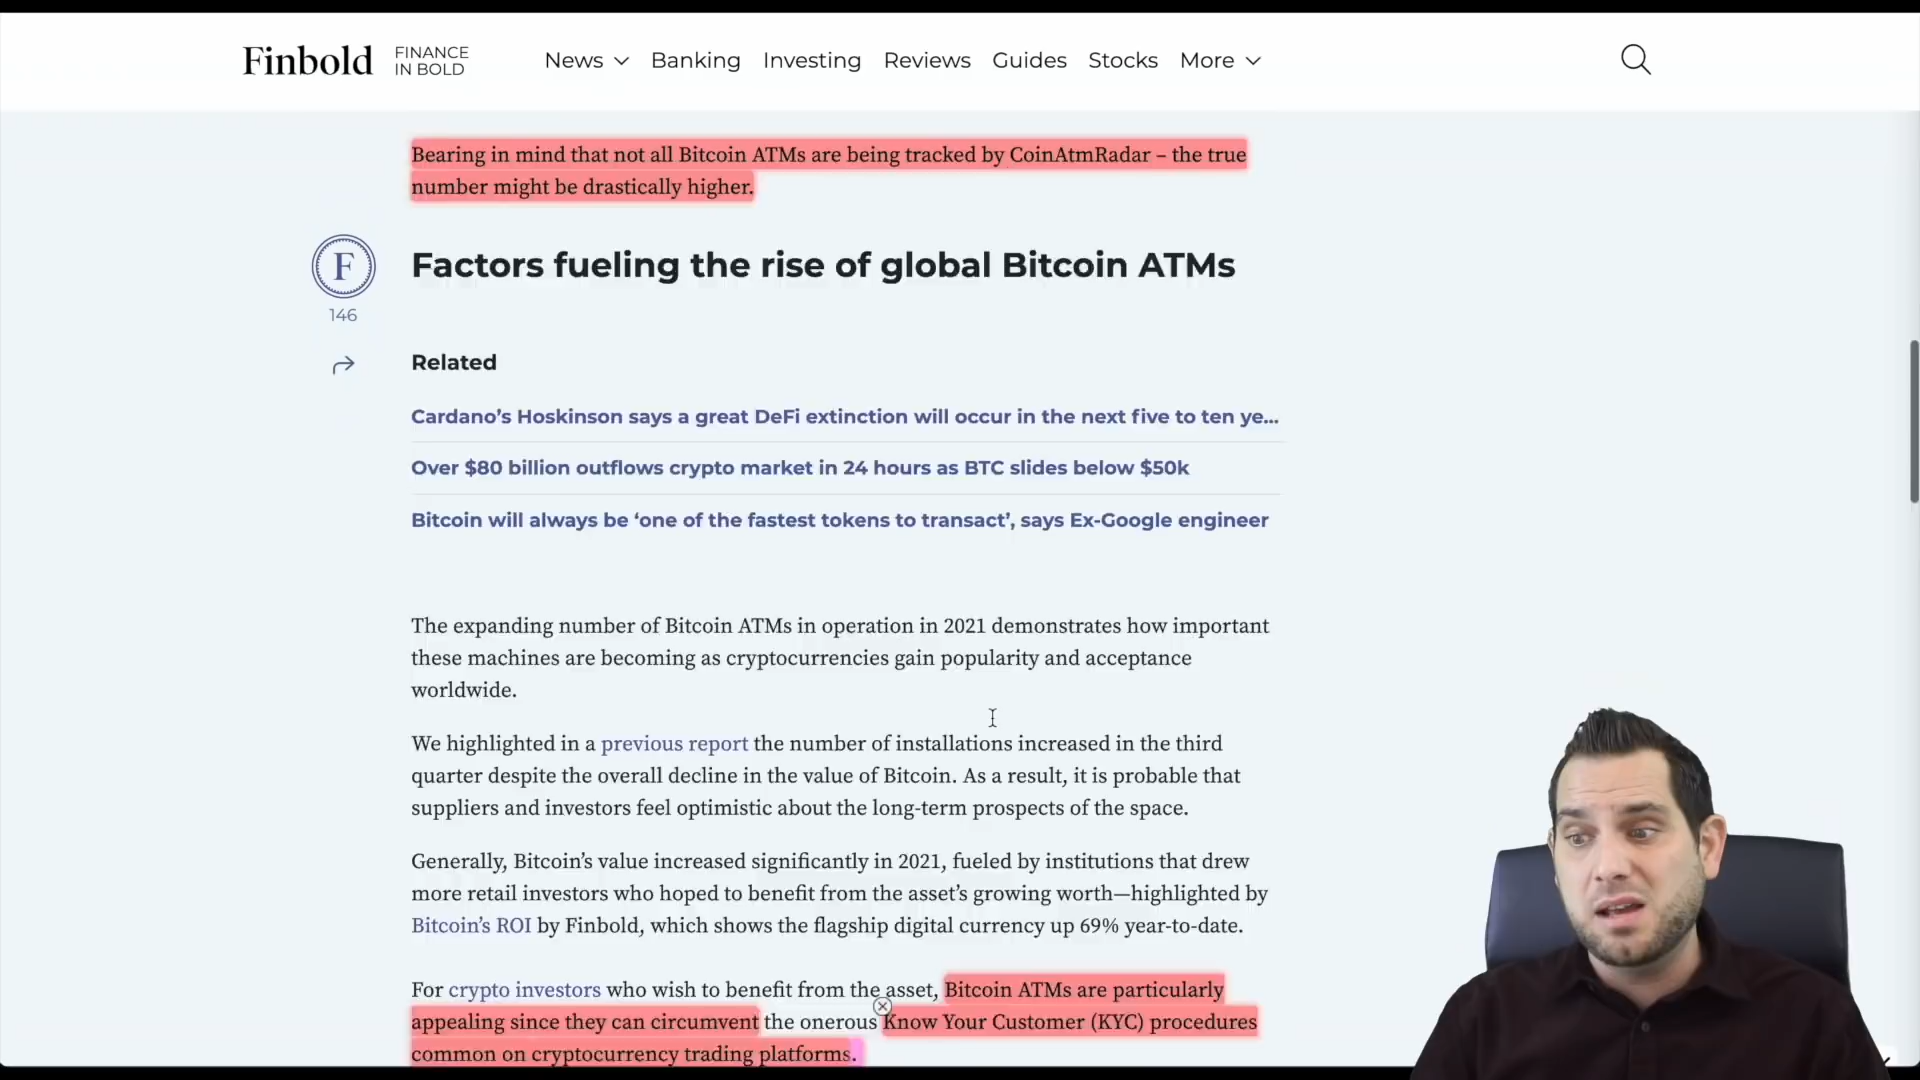 Finbold FINANCE IN BOLD News Banking Investing Reviews Guides Stocks More
Bearing in mind that not all Bitcoin ATMs are being tracked by CoinAtmRadar – the true
number might be drastically higher.
F
146
Factors fueling the rise of global Bitcoin ATMs
Related
Cardano’s Hoskinson says a great DeFi extinction will occur in the next five to ten ye...
Over $80 billion outflows crypto market in 24 hours as BTC slides below $50k
Bitcoin will always be ‘one of the fastest tokens to transact’, says Ex-Google engineer
The expanding number of Bitcoin ATMs in operation in 2021 demonstrates how important
these machines are becoming as cryptocurrencies gain popularity and acceptance
worldwide.
We highlighted in a previous report the number of installations increased in the third
quarter despite the overall decline in the value of Bitcoin. As a result, it is probable that
suppliers and investors feel optimistic about the long-term prospects of the space.
Generally, Bitcoin’s value increased significantly in 2021, fueled by institutions that drew
more retail investors who hoped to benefit from the asset’s growing worth—highlighted by
Bitcoin’s ROI by Finbold, which shows the flagship digital currency up 69% year-to-date.
For crypto investors who wish to benefit from the asset, Bitcoin ATMs are particularly
appealing since they can circumvent the onerous Know Your Customer (KYC) procedures
common on cryptocurrency trading platforms.